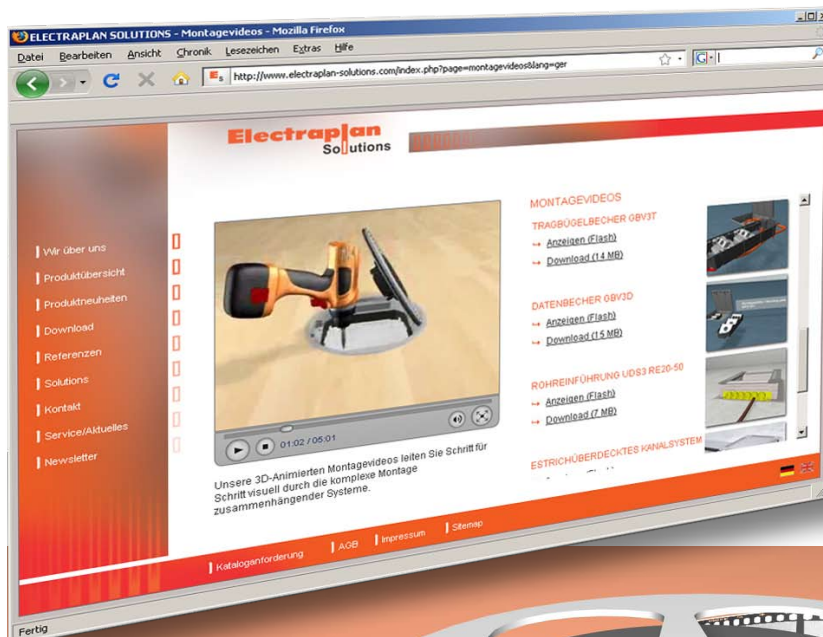 ELECTRAPLAN SOLUTIONS - Montagevideos - Mozilla Firefox
Datei Bearbeiten Ansicht Chronik Lesezeichen Extras Hilfe
http://www.electraplan-solutions.com/index.php?page=montagevideos&lang=ger
Electraplan
Solutions
Wir über uns
Produktübersicht
Produktneuheiten
Download
Referenzen
Solutions
Kontakt
Service/Aktuelles
Newsletter
01:02 / 05:01
Unsere 3D-Animierten Montagevideos leiten Sie Schritt für
Schritt visuell durch die komplexe Montage
zusammenhängender Systeme.
MONTAGEVIDEOS
TRAGBÜGELBECHER GBV3T
Anzeigen (Flash)
Download (14 MB)
DATENBECHER GBV3D
Anzeigen (Flash)
Download (15 MB)
ROHREINFÜHRUNG UDS3 RE20-50
Anzeigen (Flash)
Download (7 MB)
ESTRICHÜBERDECKTES KANALSYSTEM
Kataloganforderung
AGB
Impressum
Sitemap
Fertig